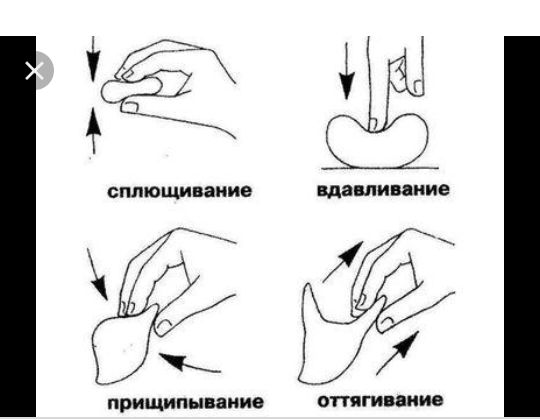 сплющивание
вдавливание
прищипывание
оттягивание